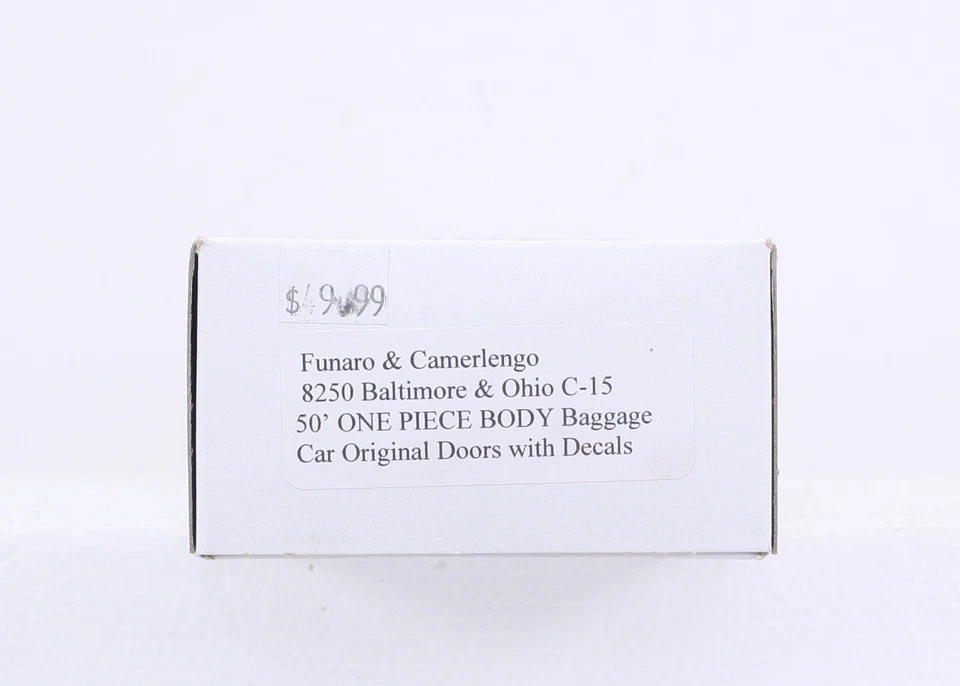 $49.99
Funaro & Camerlengo
8250 Baltimore & Ohio C-15
50’ ONE PIECE BODY Baggage
Car Original Doors with Decals